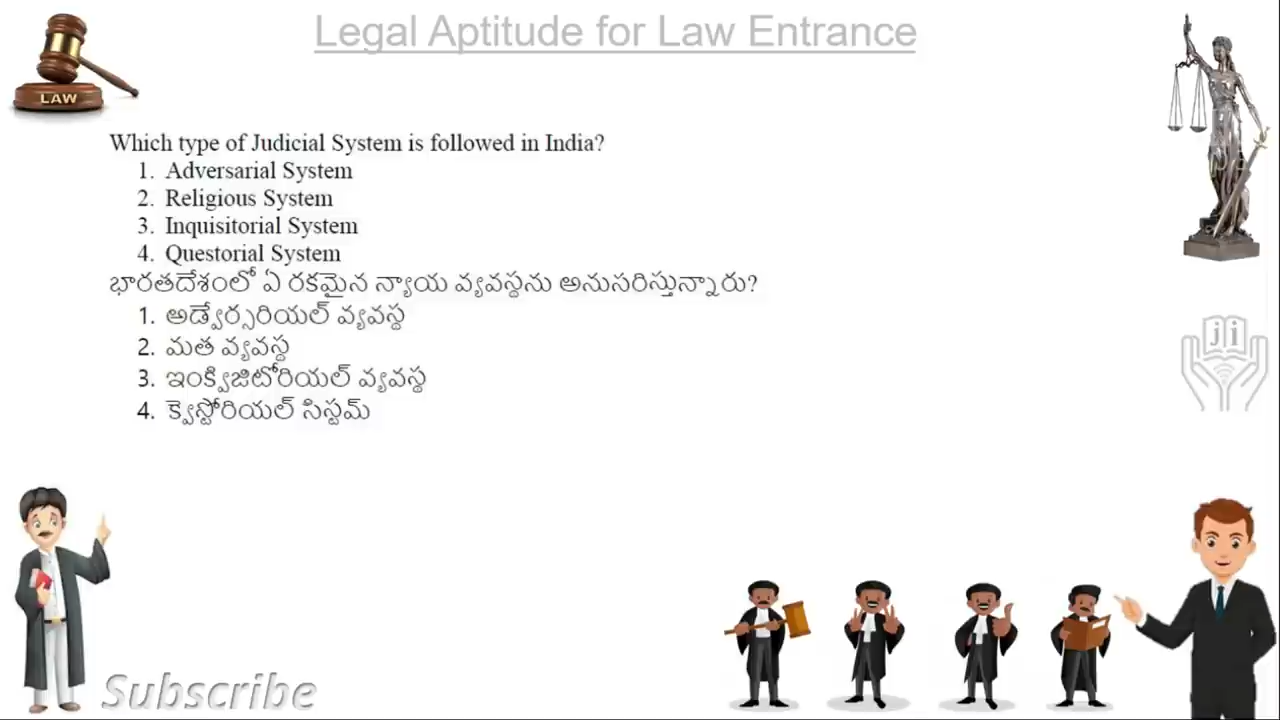 Legal Aptitude for Law Entrance
LAW
Which type of Judicial System is followed in India?
1. Adversarial System
2. Religious System
3. Inquisitorial System
4. Questorial System
భారతదేశంలో ఏ రకమైన న్యాయ వ్యవస్థను అనుసరిస్తున్నారు?
1. అడ్వేర్సరియల్ వ్యవస్థ
2. మత వ్యవస్థ
3. ఇంక్విజిటోరియల్ వ్యవస్థ
4. క్వెస్టోరియల్ సిస్టమ్
ji
Subscribe